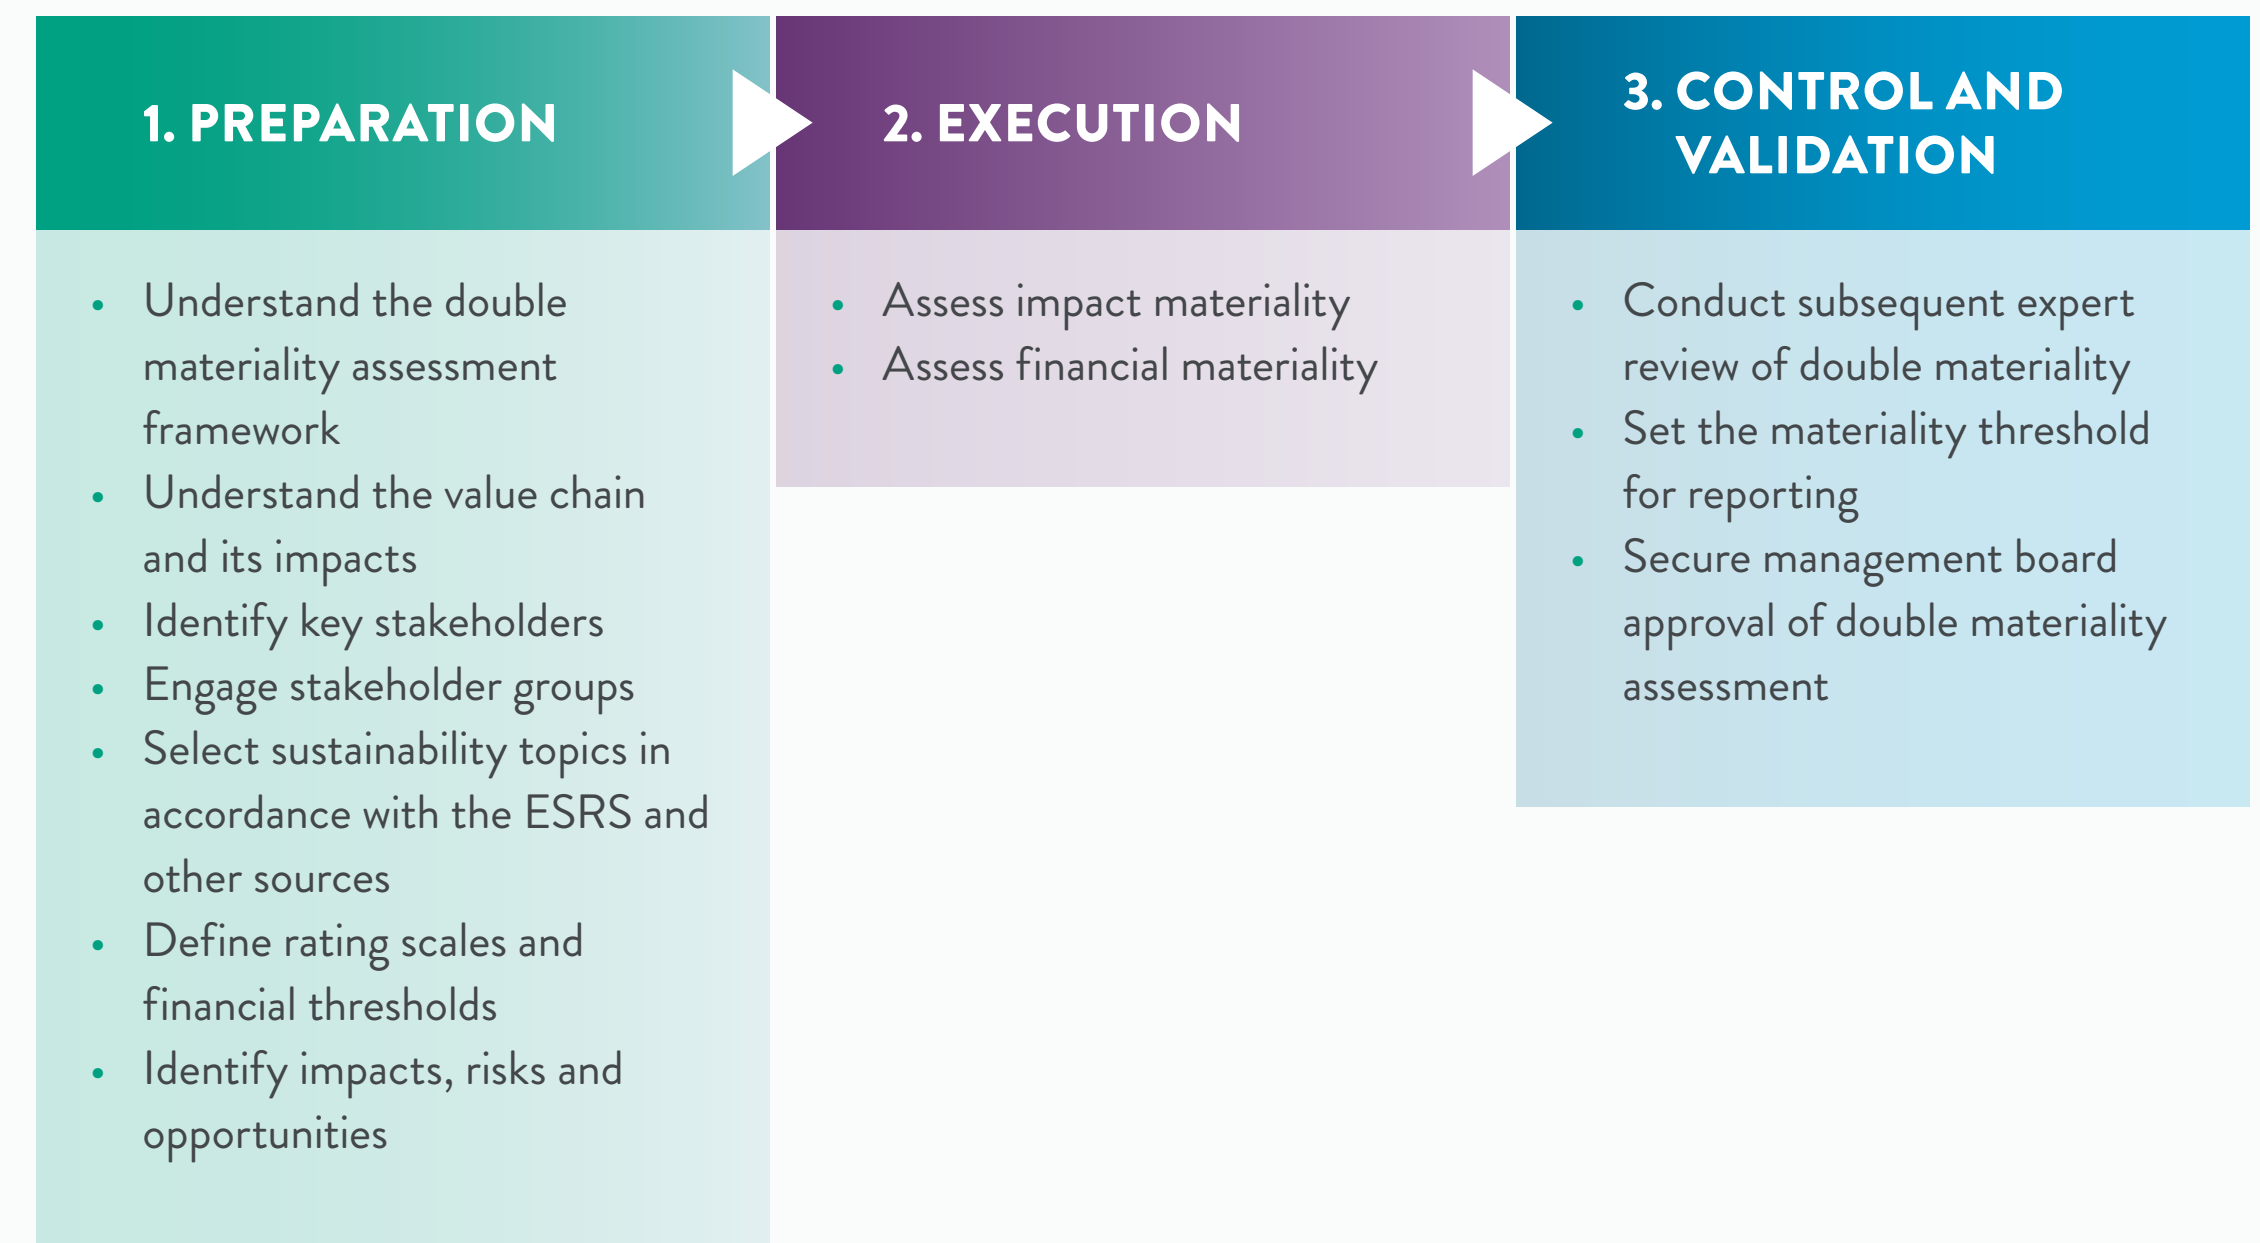 1. PREPARATION
• Understand the double
materiality assessment
framework
• Understand the value chain
and its impacts
• Identify key stakeholders
• Engage stakeholder groups
• Select sustainability topics in
accordance with the ESRS and
other sources
• Define rating scales and
financial thresholds
• Identify impacts, risks and
opportunities
2. EXECUTION
• Assess impact materiality
• Assess financial materiality
3. CONTROL AND
VALIDATION
• Conduct subsequent expert
review of double materiality
• Set the materiality threshold
for reporting
• Secure management board
approval of double materiality
assessment